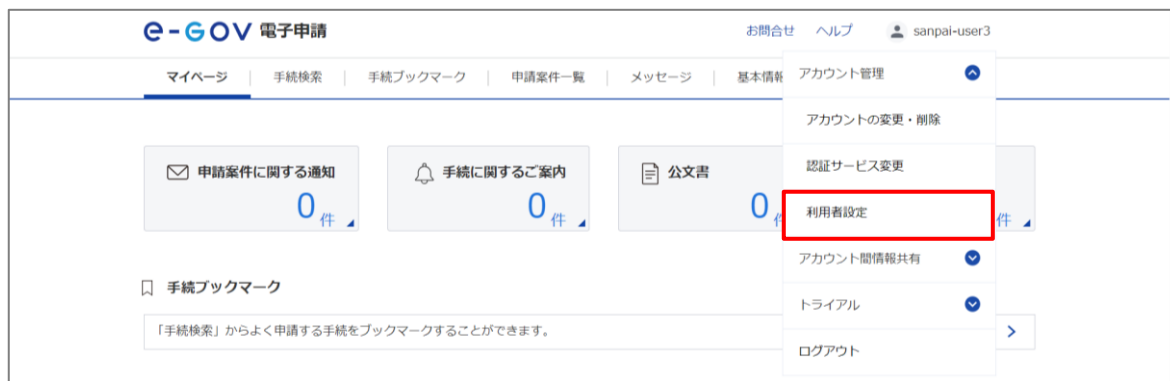 e-GOV 電子申請
お問合せ ヘルプ sanpai-user3
マイページ 手続検索 手続ブックマーク 申請案件一覧 メッセージ 基本情報
アカウント管理
アカウントの変更・削除
認証サービス変更
利用者設定
アカウント間情報共有
トライアル
ログアウト
申請案件に関する通知
0 件
手続に関するご案内
0 件
公文書
0
件
手続ブックマーク
「手続検索」からよく申請する手続をブックマークすることができます。